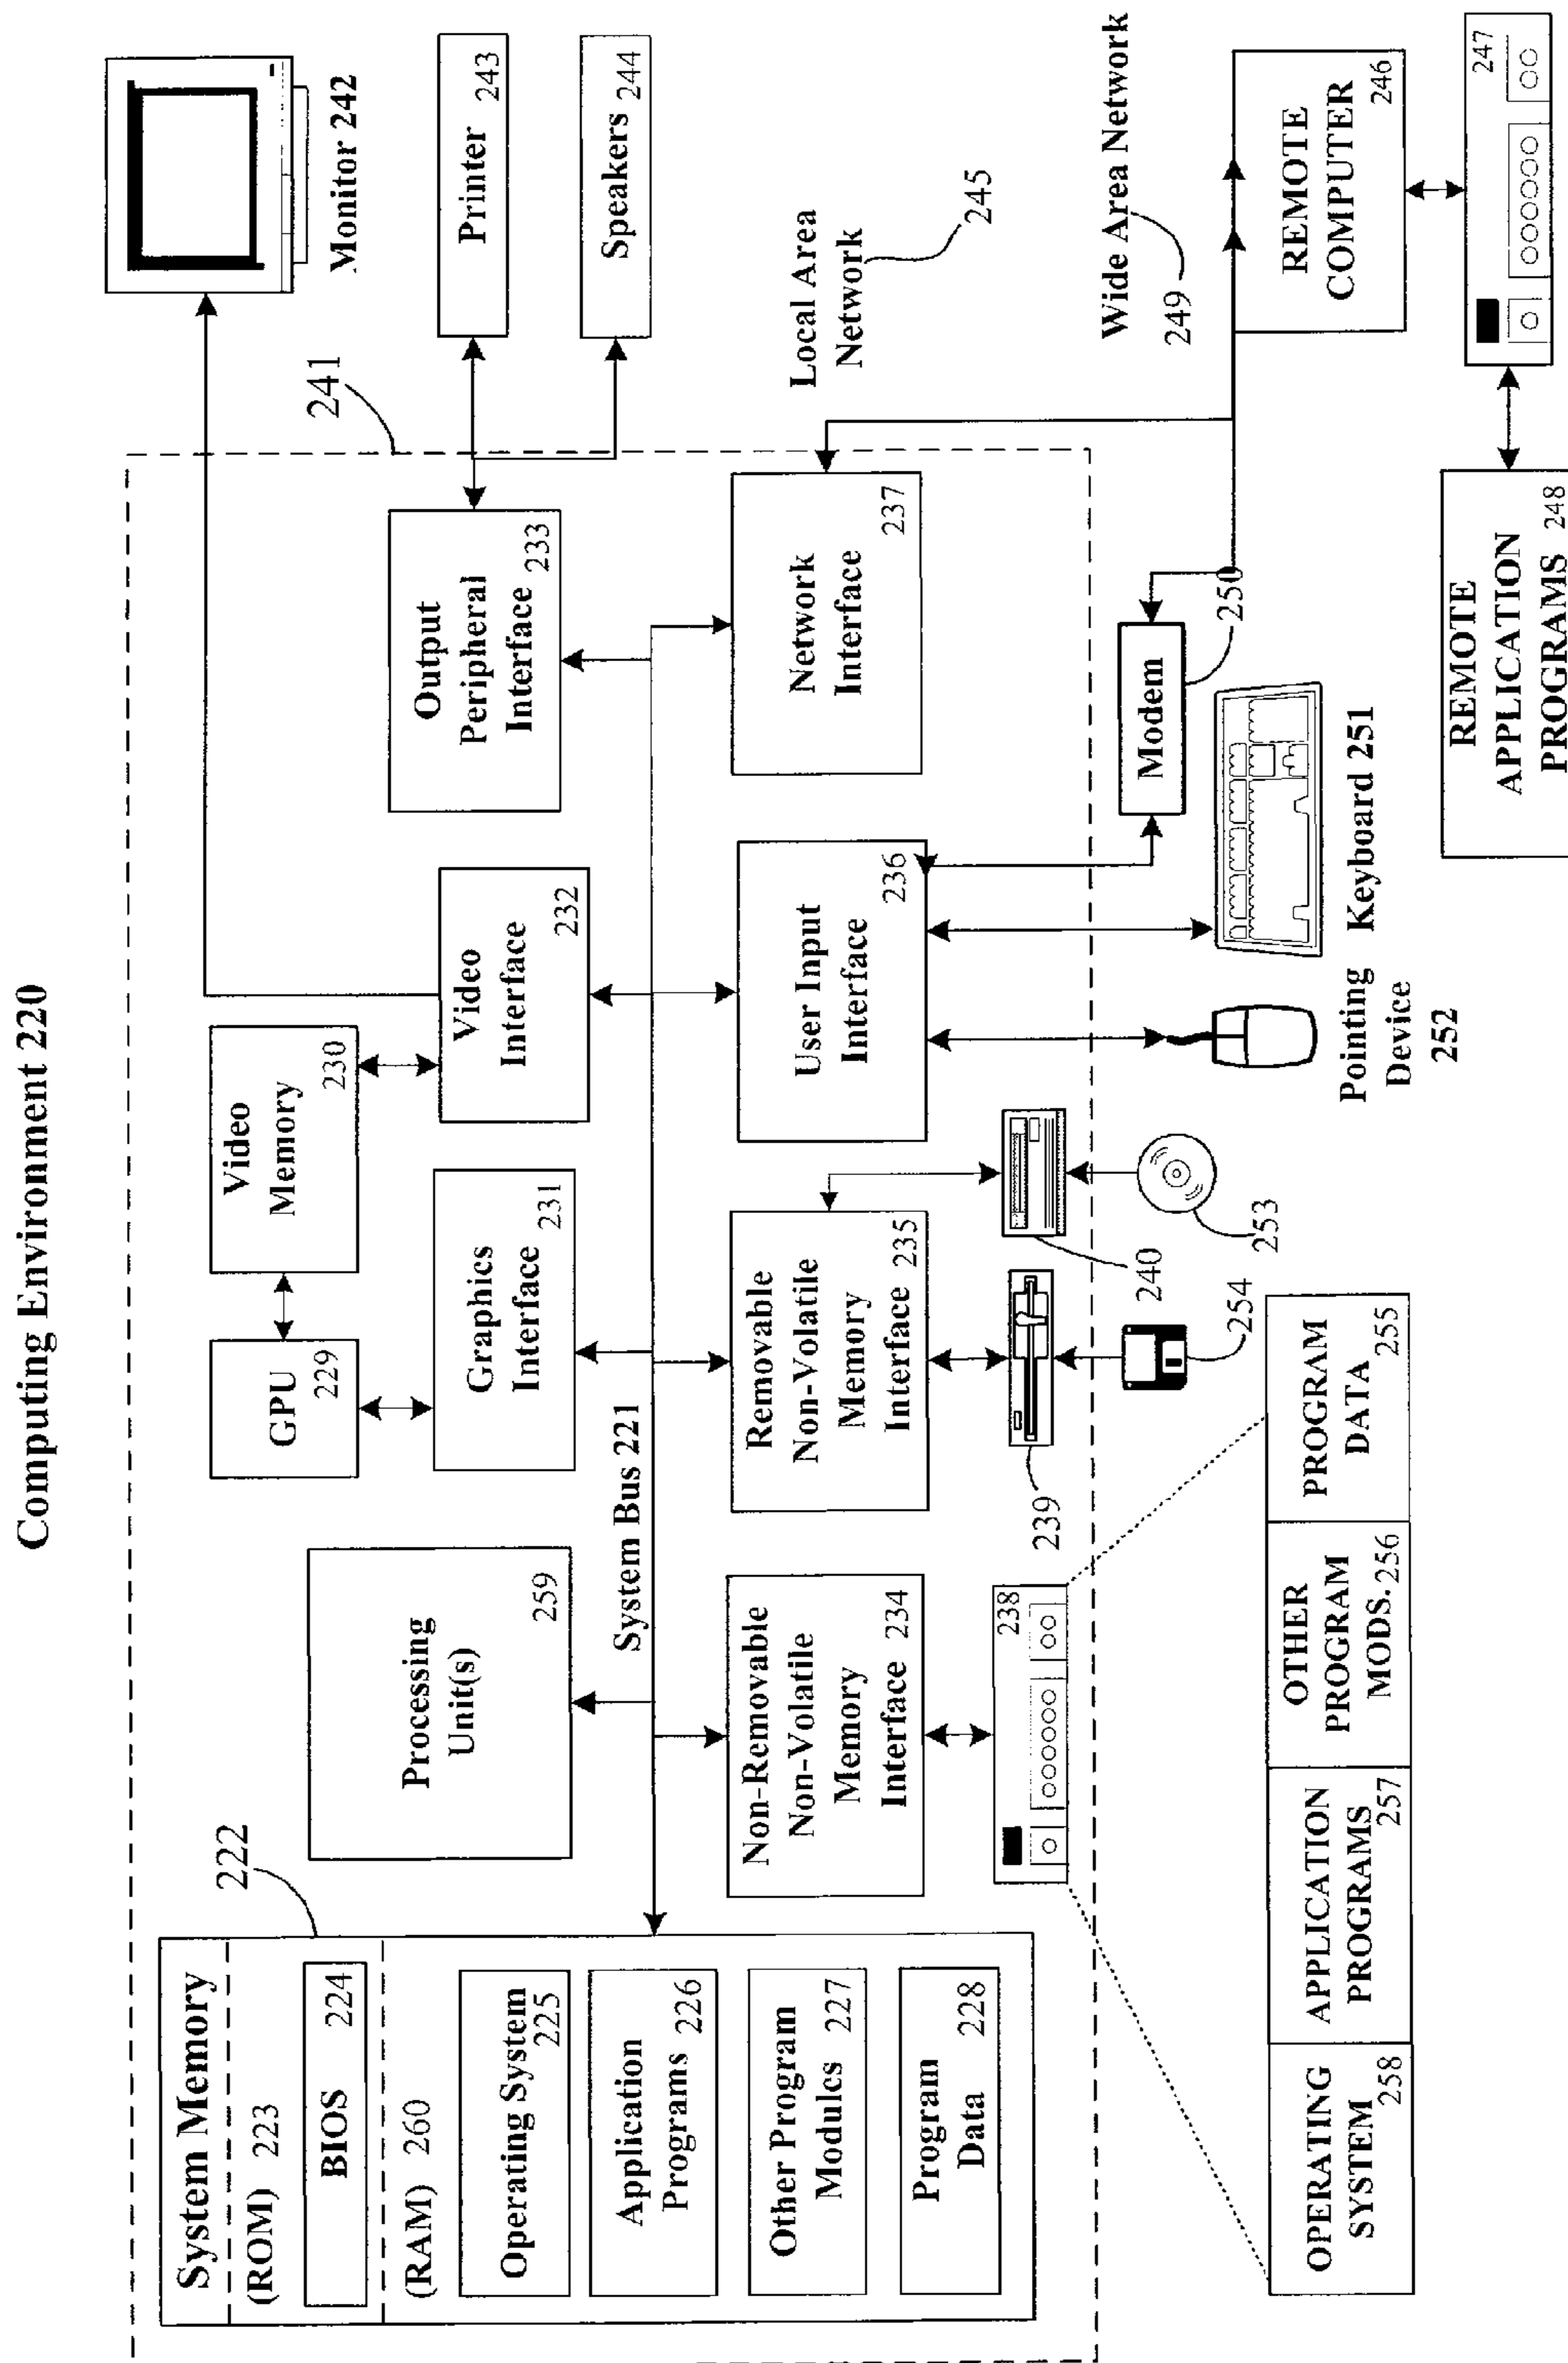 Computing Environment 220
System Memory
(ROM) 223
BIOS 224
(RAM) 260
Operating System
225
Application
Programs 226
Other Program
Modules 227
Program
Data 228
222
Processing
Unit(s)
259
System Bus 221
GPU
229
Video
Memory
230
Graphics
Interface
231
Video
Interface
232
Output
Peripheral
Interface 233
241
Monitor 242
Printer
243
Speakers 244
Non-Removable
Non-Volatile
Memory
Interface 234
Removable
Non-Volatile
Memory
Interface 235
User Input
Interface
236
Network
Interface
237
Local Area
Network
245
238
239
240
254
253
Pointing
Device
252
Keyboard 251
Modem
250
Wide Area Network
249
REMOTE
COMPUTER
246
247
REMOTE
APPLICATION
PROGRAMS 248
OPERATING
SYSTEM
258
APPLICATION
PROGRAMS
257
OTHER
PROGRAM
MODS. 256
PROGRAM
DATA
255